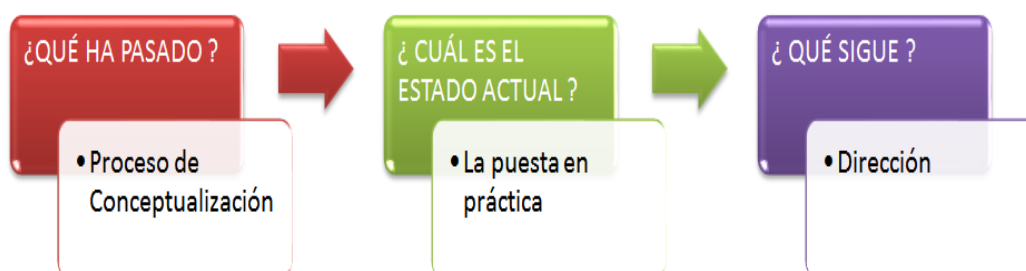 ¿QUÉ HA PASADO ?
• Proceso de
Conceptualización
¿ CUÁL ES EL
ESTADO ACTUAL ?
• La puesta en
práctica
¿ QUÉ SIGUE ?
• Dirección